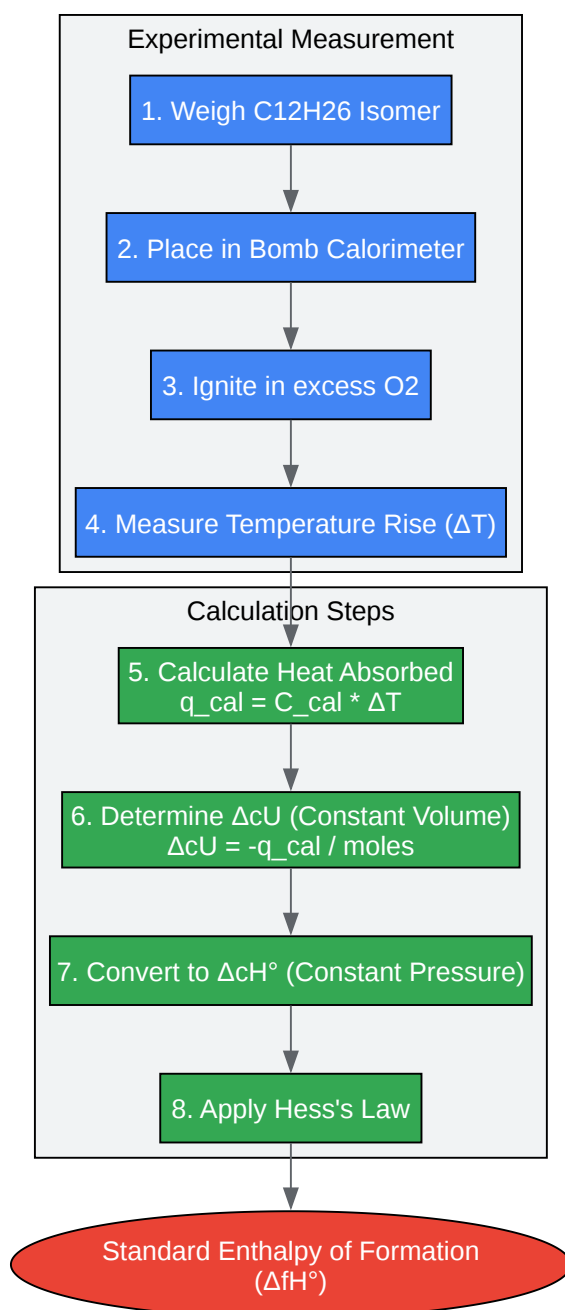 Experimental Measurement
1. Weigh C12H26 Isomer
2. Place in Bomb Calorimeter
3. Ignite in excess O2
4. Measure Temperature Rise (ΔT)
Calculation Steps
5. Calculate Heat Absorbed
q_cal = C_cal * ΔT
6. Determine ΔcU (Constant Volume)
ΔcU = -q_cal / moles
7. Convert to ΔcH° (Constant Pressure)
8. Apply Hess's Law
Standard Enthalpy of Formation
(ΔfH°)